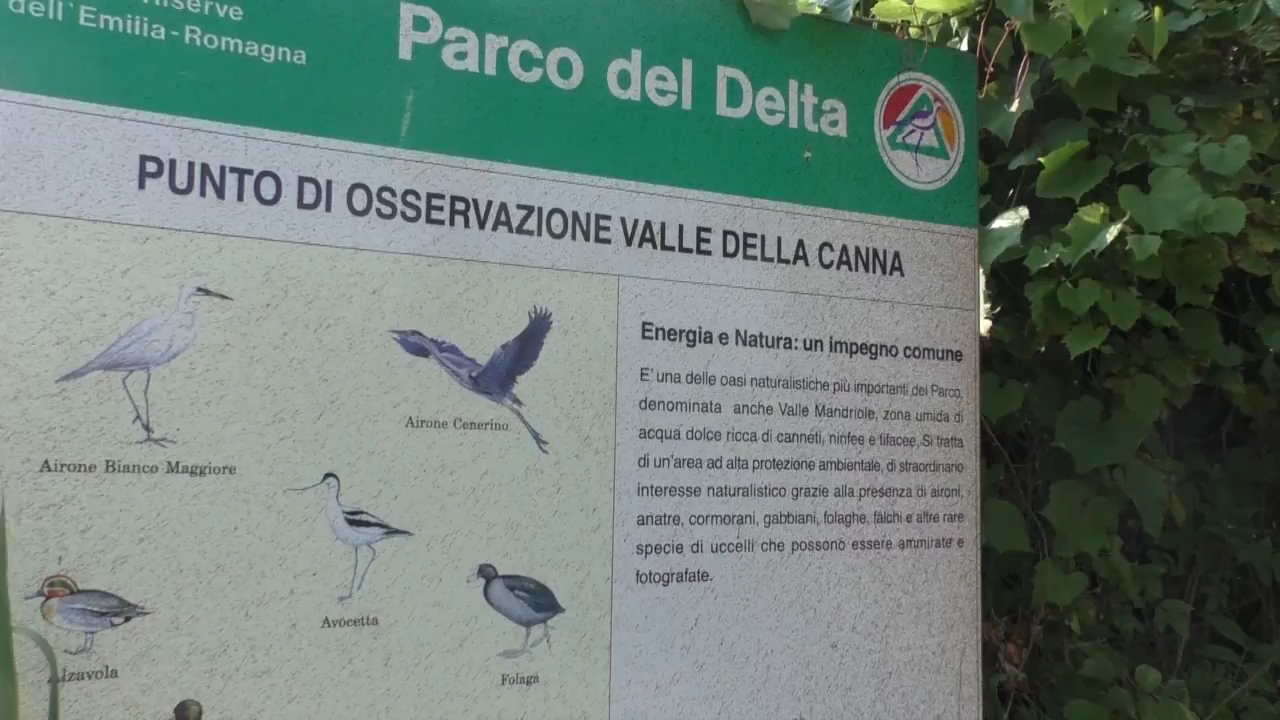 Riserve
dell'Emilia-Romagna
Parco del Delta
PUNTO DI OSSERVAZIONE VALLE DELLA CANNA
Airone Bianco Maggiore
Airone Cenerino
Avocetta
Alzavola
Folaga
Energia e Natura: un impegno comune
E' una delle oasi naturalistiche più importanti del Parco,
denominata anche Valle Mandriole, zona umida di
acqua dolce ricca di canneti, ninfee e tifacee. Si tratta
di un'area ad alta protezione ambientale, di straordinario
interesse naturalistico grazie alla presenza di aironi,
anatre, cormorani, gabbiani, folaghe, falchi e altre rare
specie di uccelli che possono essere ammirate e
fotografate.